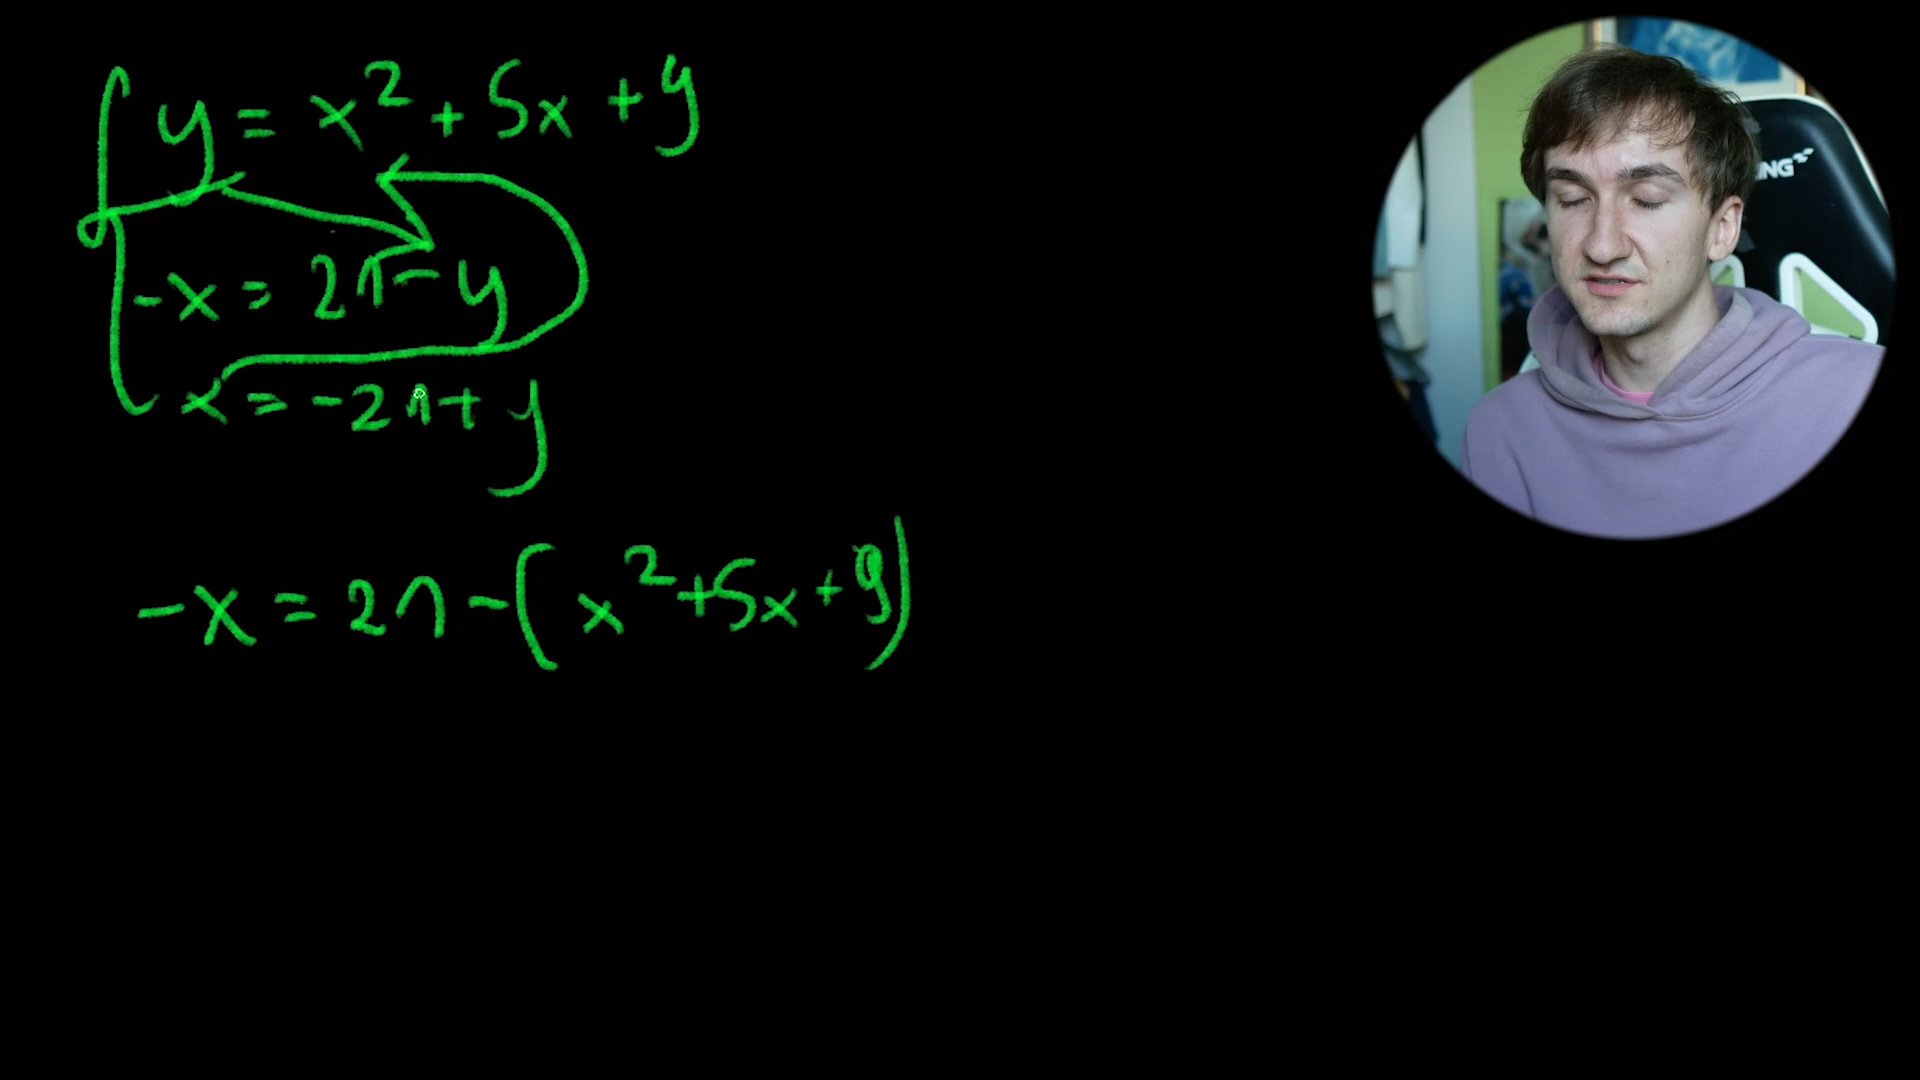 y = x² + 5x + 9
-x = 21 - y
x = -21 + y
-x = 21 - (x² + 5x + 9)